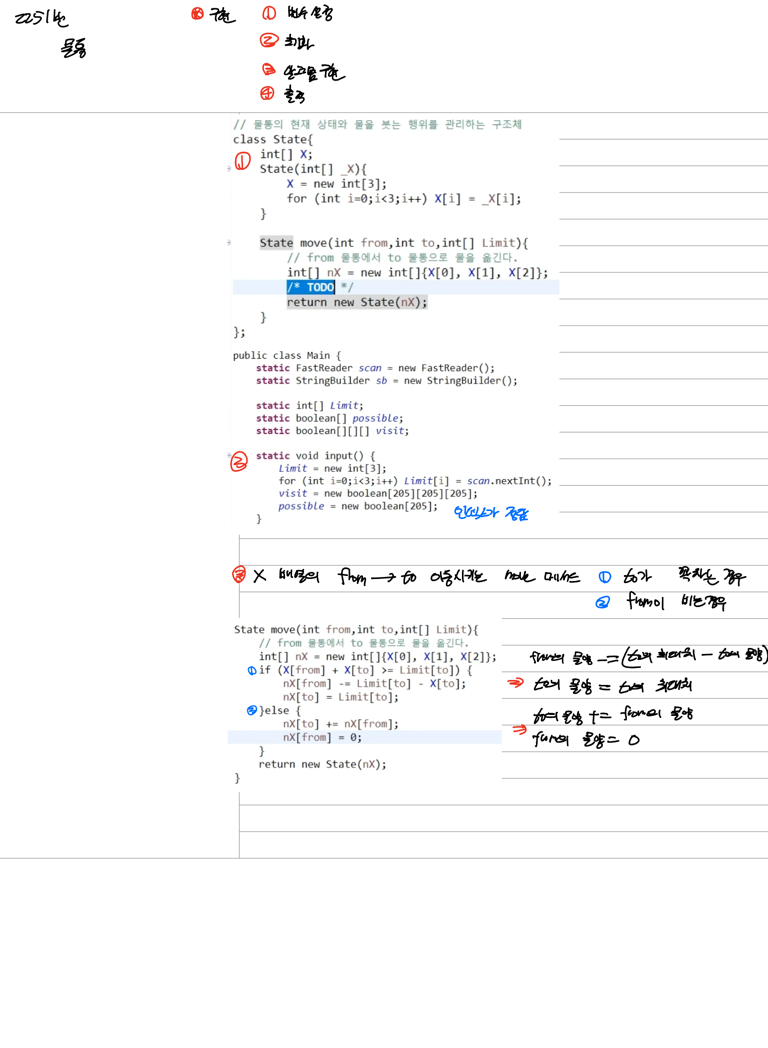 고이는
물통
㊍ 구현 ① 변수 설정
② 초기화
③ 알고리즘 구현
④ 출력
// 물통의 현재 상태와 물을 붓는 행위를 관리하는 구조체
class State{
① int[] X;
State(int[] _X){
X = new int[3];
for (int i=0;i<3;i++) X[i] = _X[i];
}
State move(int from,int to,int[] Limit){
// from 물통에서 to 물통으로 물을 옮긴다.
int[] nX = new int[]{X[0], X[1], X[2]};
/* TODO */
return new State(nX);
}
};
public class Main {
static FastReader scan = new FastReader();
static StringBuilder sb = new StringBuilder();
static int[] Limit;
static boolean[] possible;
static boolean[][][] visit;
② static void input() {
Limit = new int[3];
for (int i=0;i<3;i++) Limit[i] = scan.nextInt();
visit = new boolean[205][205][205];
possible = new boolean[205];
}
③ X 배열의 from → to 이동시키는 move 메서드 ① to가 꽉차는 경우
② from이 비는 경우
State move(int from,int to,int[] Limit){
// from 물통에서 to 물통으로 물을 옮긴다.
int[] nX = new int[]{X[0], X[1], X[2]};
① if (X[from] + X[to] >= Limit[to]) {
nX[from] -= Limit[to] - X[to];
nX[to] = Limit[to];
② }else {
nX[to] += nX[from];
nX[from] = 0;
}
return new State(nX);
}
from의 물양 -= (to의 최대치 - to의 물양)
⇒ to의 물양 = to의 최대치
to의 물양 += from의 물양
⇒ from의 물양 = 0